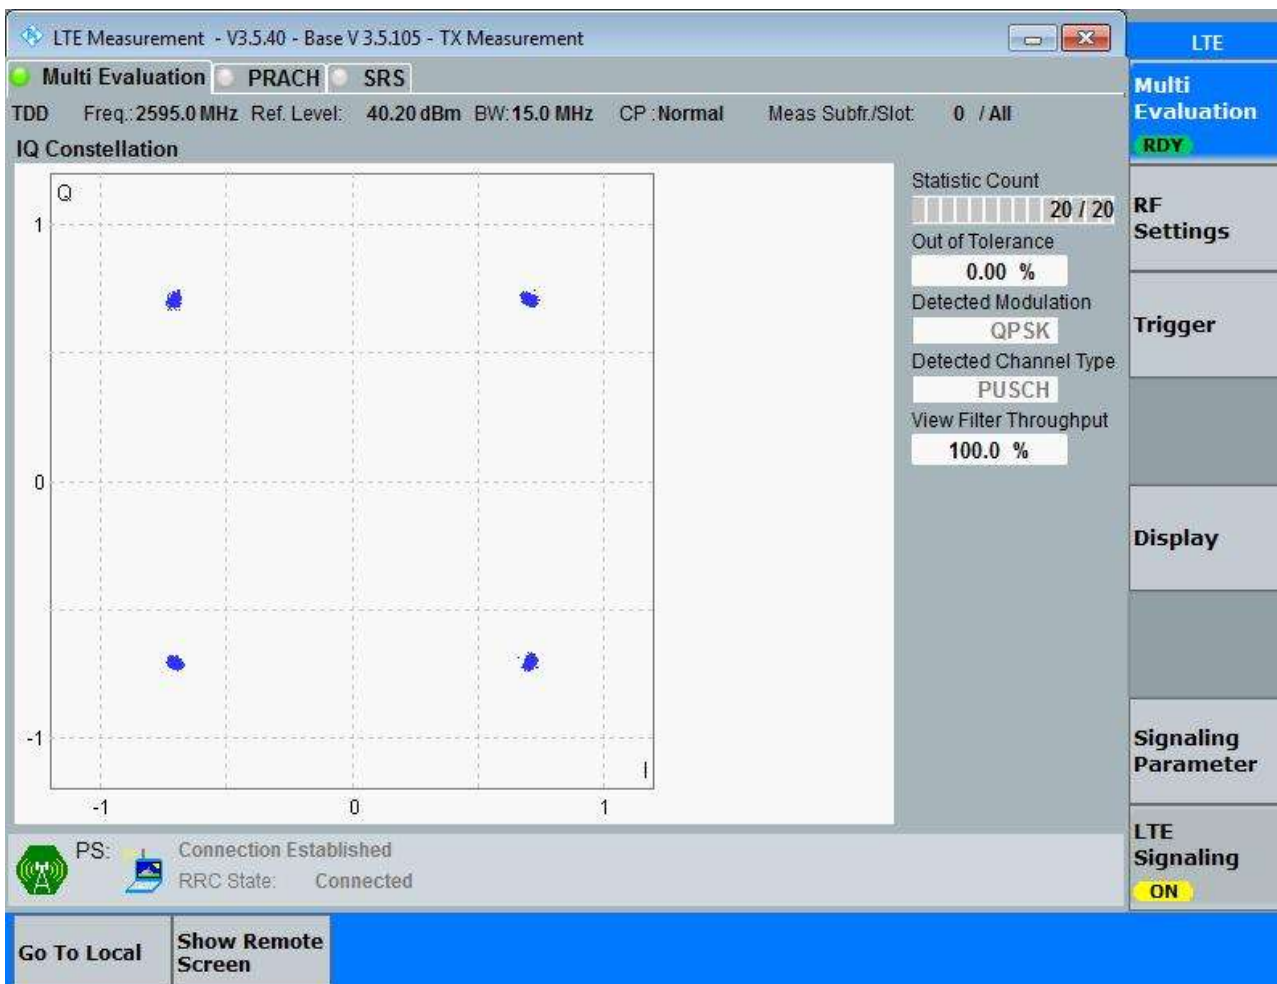 LTE Measurement - V3.5.40 - Base V 3.5.105 - TX Measurement
LTE
Multi Evaluation PRACH SRS
TDD Freq.: 2595.0 MHz Ref. Level: 40.20 dBm BW: 15.0 MHz CP : Normal Meas Subfr./Slot: 0 / All
IQ Constellation
Q
1
0
-1
I
-1 0 1
Statistic Count
20 / 20
Out of Tolerance
0.00 %
Detected Modulation
QPSK
Detected Channel Type
PUSCH
View Filter Throughput
100.0 %
Multi
Evaluation
RDY
RF
Settings
Trigger
Display
Signaling
Parameter
LTE
Signaling
ON
PS: Connection Established
RRC State: Connected
Go To Local
Show Remote
Screen